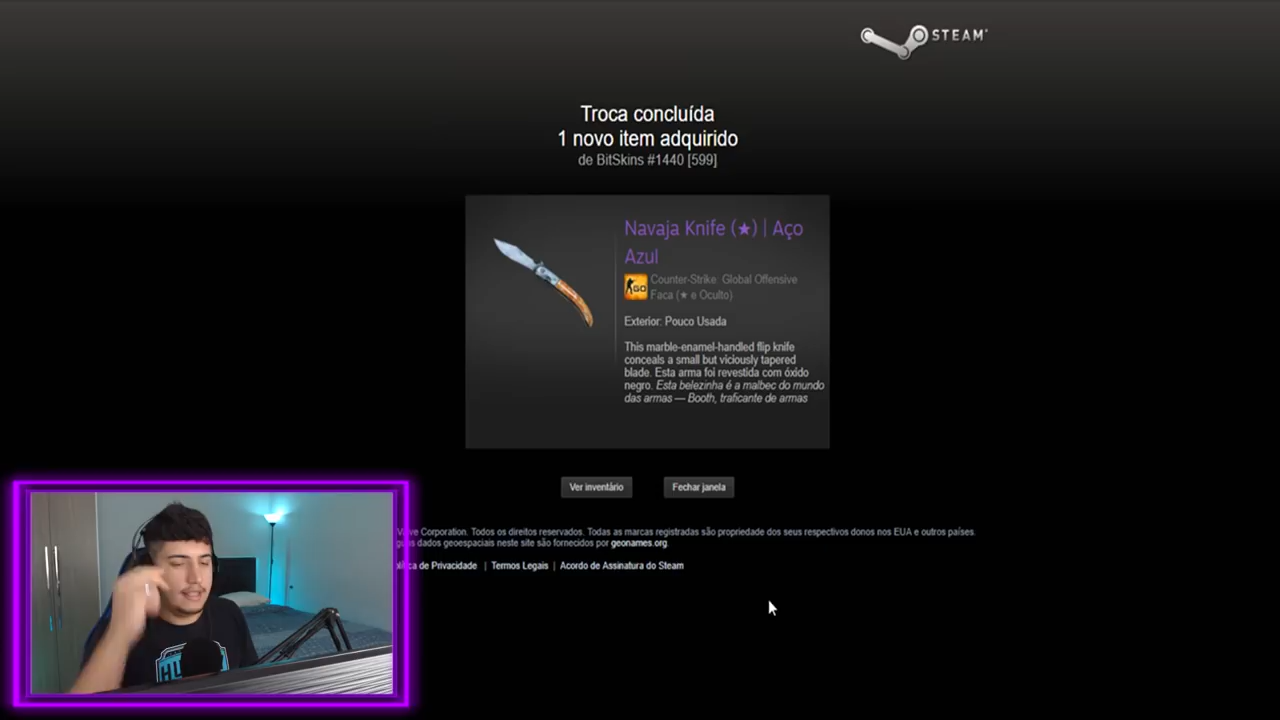 STEAM
Troca concluída
1 novo item adquirido
de BitSkins #1440 [599]
Navaja Knife (★) | Aço
Azul
GO
Counter-Strike: Global Offensive
Faca (★ e Oculto)
Exterior: Pouco Usada
This marble-enamel-handled flip knife
conceals a small but viciously tapered
blade. Esta arma foi revestida com óxido
negro. Esta belezinha é a malbec do mundo
das armas — Booth, traficante de armas
Ver inventário
Fechar janela
Corporation. Todos os direitos reservados. Todas as marcas registradas são propriedade dos seus respectivos donos nos EUA e outros países.
dados geoespaciais neste site são fornecidos por geonames.org.
de Privacidade | Termos Legais | Acordo de Assinatura do Steam